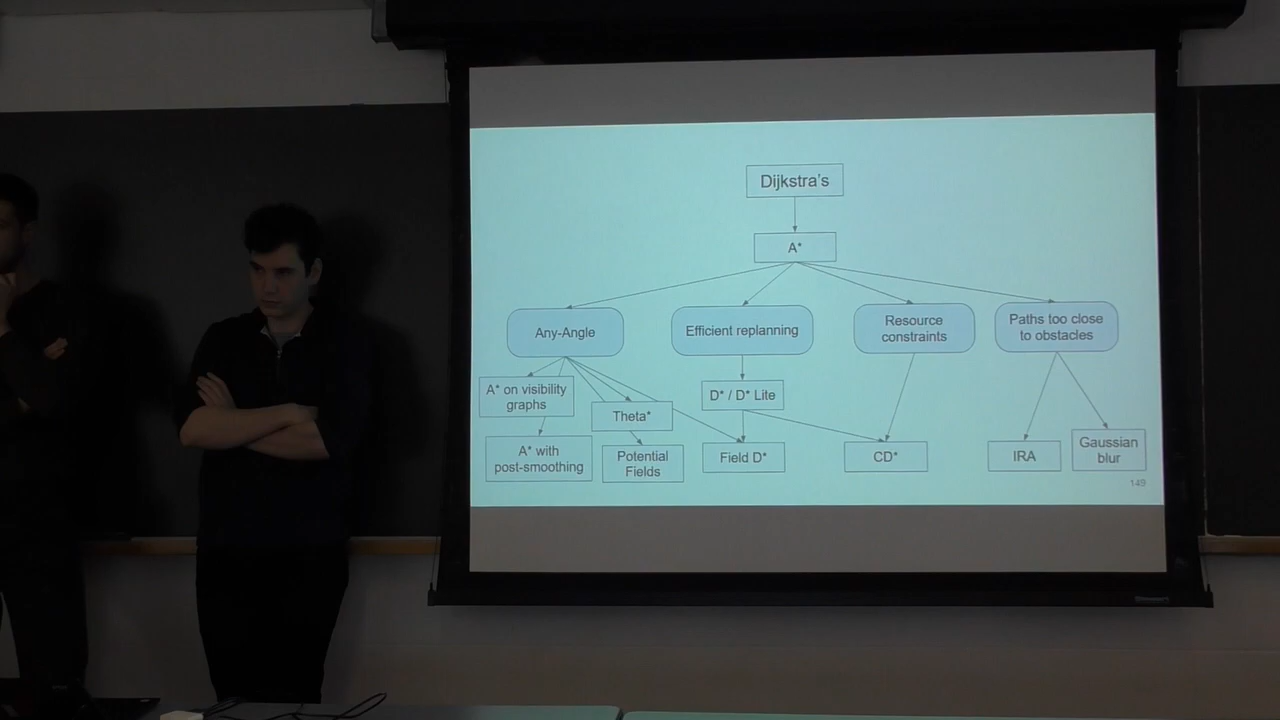 Dijkstra's
A*
Any-Angle
Efficient replanning
Resource
constraints
Paths too close
to obstacles
A* on visibility
graphs
Theta*
D* / D* Lite
A* with
post-smoothing
Potential
Fields
Field D*
CD*
IRA
Gaussian
blur
149